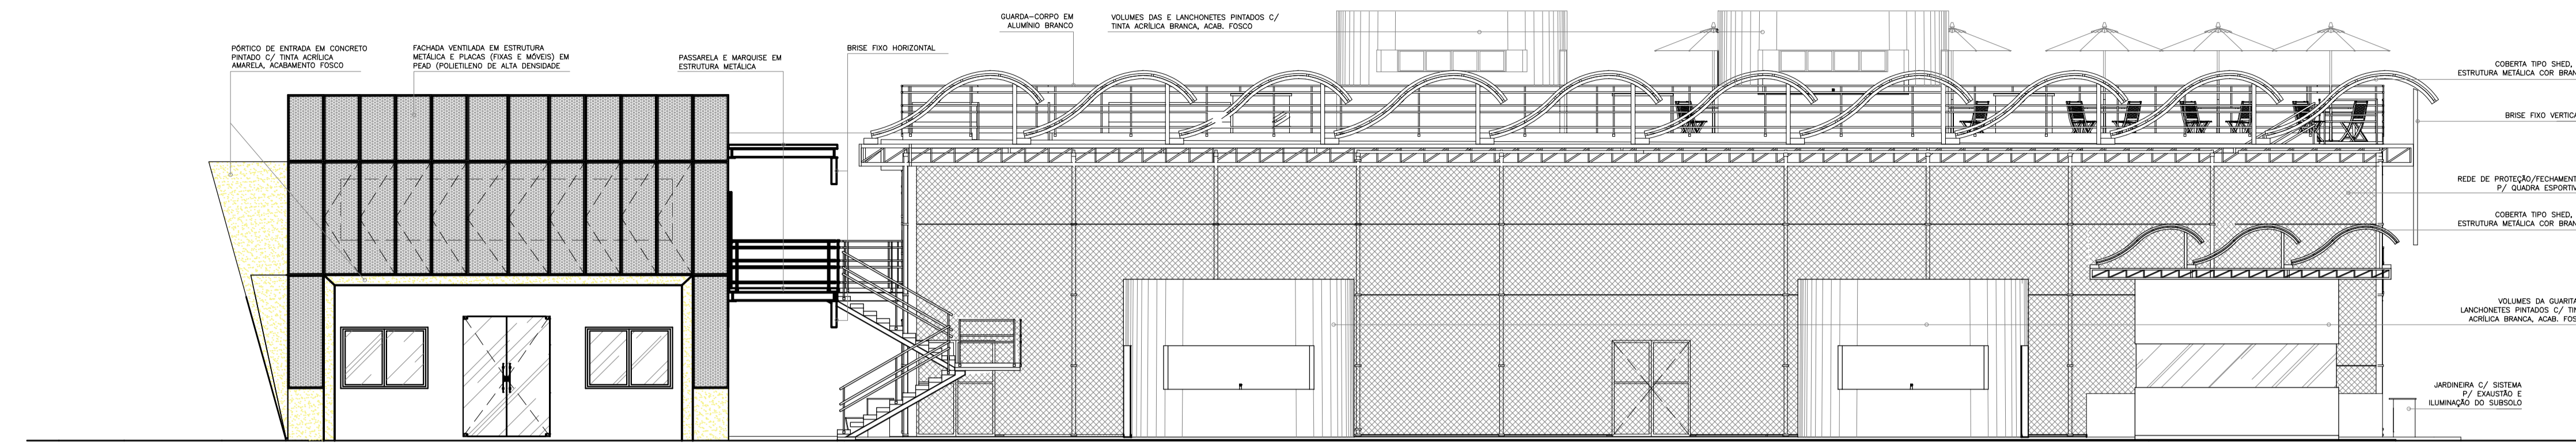 PÓRTICO DE ENTRADA EM CONCRETO
PINTADO C/ TINTA ACRÍLICA
AMARELA, ACABAMENTO FOSCO
FACHADA VENTILADA EM ESTRUTURA
METÁLICA E PLACAS (FIXAS E MÓVEIS) EM
PEAD (POLIETILENO DE ALTA DENSIDADE
PASSARELA E MARQUISE EM
ESTRUTURA METÁLICA
BRISE FIXO HORIZONTAL
GUARDA-CORPO EM
ALUMÍNIO BRANCO
VOLUMES DAS E LANCHONETES PINTADOS C/
TINTA ACRÍLICA BRANCA, ACAB. FOSCO
COBERTA TIPO SHED,
ESTRUTURA METÁLICA COR BRAN
BRISE FIXO VERTICA
REDE DE PROTEÇÃO/FECHAMENT
P/ QUADRA ESPORTIV
COBERTA TIPO SHED,
ESTRUTURA METÁLICA COR BRAN
VOLUMES DA GUARITA
LANCHONETES PINTADOS C/ TIN
ACRÍLICA BRANCA, ACAB. FOS
JARDINEIRA C/ SISTEMA
P/ EXAUSTÃO E
ILUMINAÇÃO DO SUBSOLO